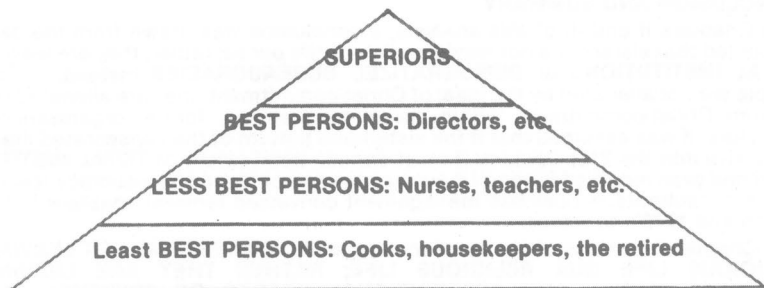 SUPERIORS
BEST PERSONS: Directors, etc.
LESS BEST PERSONS: Nurses, teachers, etc.
Least BEST PERSONS: Cooks, housekeepers, the retired